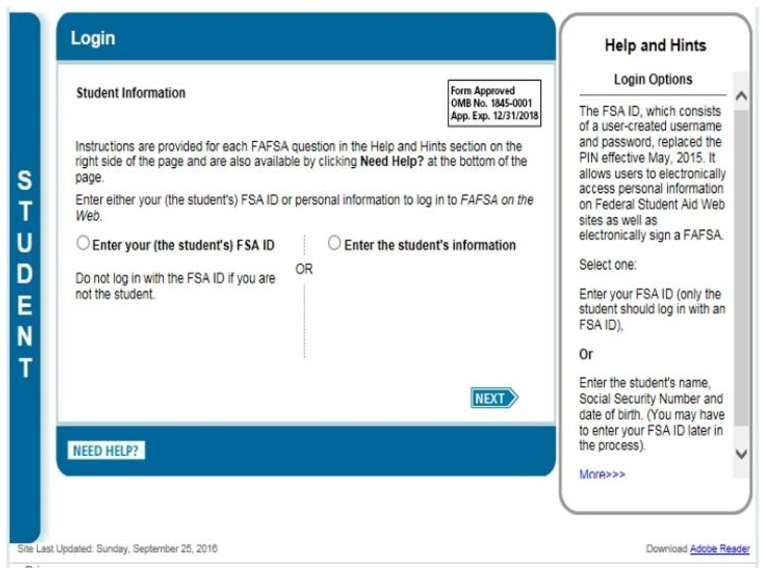 STUDENT
Login
Student Information
Form Approved
OMB No. 1845-0001
App. Exp. 12/31/2018
Instructions are provided for each FAFSA question in the Help and Hints section on the
right side of the page and are also available by clicking Need Help? at the bottom of the
page.
Enter either your (the student's) FSA ID or personal information to log in to FAFSA on the
Web.
Enter your (the student's) FSA ID
Do not log in with the FSA ID if you are
not the student.
OR
Enter the student's information
NEXT
NEED HELP?
Help and Hints
Login Options
The FSA ID, which consists
of a user-created username
and password, replaced the
PIN effective May, 2015. It
allows users to electronically
access personal information
on Federal Student Aid Web
sites as well as
electronically sign a FAFSA.
Select one:
Enter your FSA ID (only the
student should log in with an
FSA ID),
Or
Enter the student's name,
Social Security Number and
date of birth. (You may have
to enter your FSA ID later in
the process).
More>>>
Site Last Updated: Sunday, September 25, 2016
Download Adobe Reader